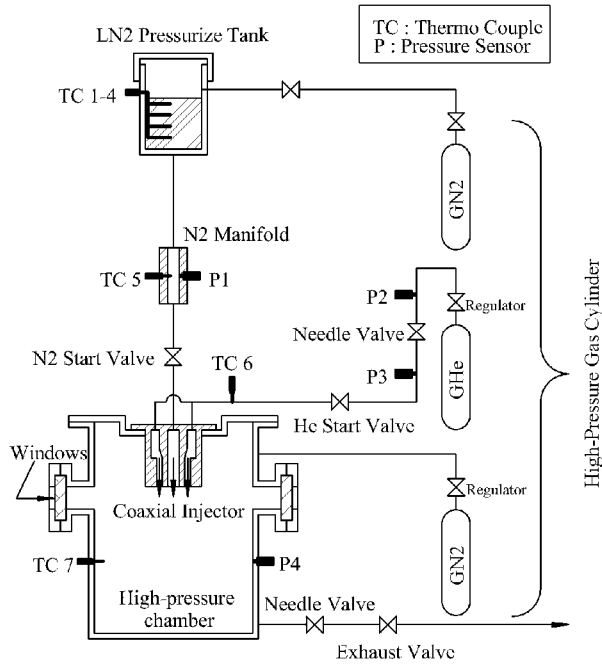 LN2 Pressurize Tank
TC : Thermo Couple
P : Pressure Sensor
TC 1-4
GN2
N2 Manifold
TC 5
P1
P2
Regulator
Needle Valve
N2 Start Valve
TC 6
P3
GHe
He Start Valve
High-Pressure Gas Cylinder
Windows
Coaxial Injector
Regulator
GN2
TC 7
P4
High-pressure
chamber
Needle Valve
Exhaust Valve